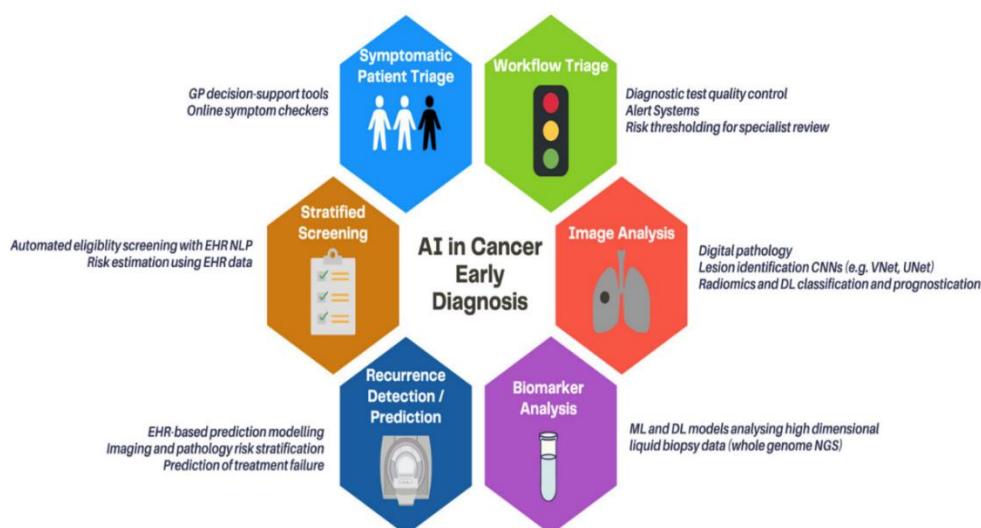 Symptomatic
Patient Triage
GP decision-support tools
Online symptom checkers
Workflow Triage
Diagnostic test quality control
Alert Systems
Risk thresholding for specialist review
Stratified
Screening
Automated eligiblity screening with EHR NLP
Risk estimation using EHR data
AI in Cancer
Early
Diagnosis
Image Analysis
Digital pathology
Lesion identification CNNs (e.g. VNet, UNet)
Radiomics and DL classification and prognostication
Recurrence
Detection /
Prediction
EHR-based prediction modelling
Imaging and pathology risk stratification
Prediction of treatment failure
Biomarker
Analysis
ML and DL models analysing high dimensional
liquid biopsy data (whole genome NGS)